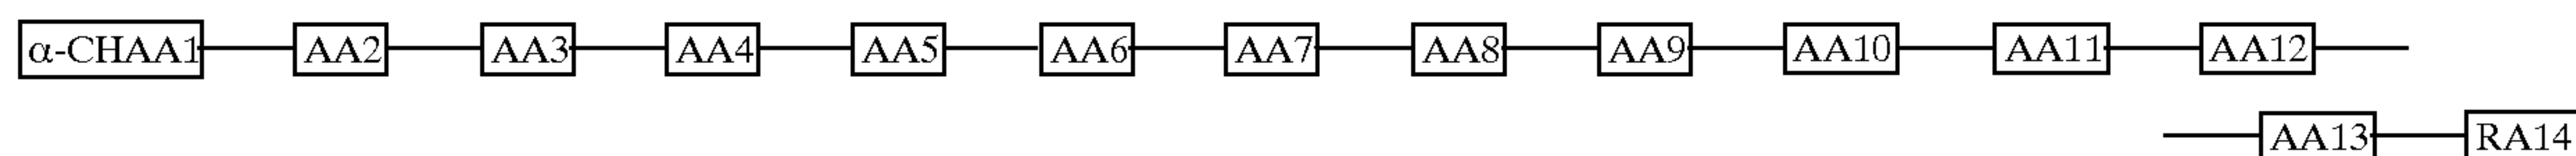 α-CHAA1 AA2 AA3 AA4 AA5 AA6 AA7 AA8 AA9 AA10 AA11 AA12
AA13 RA14